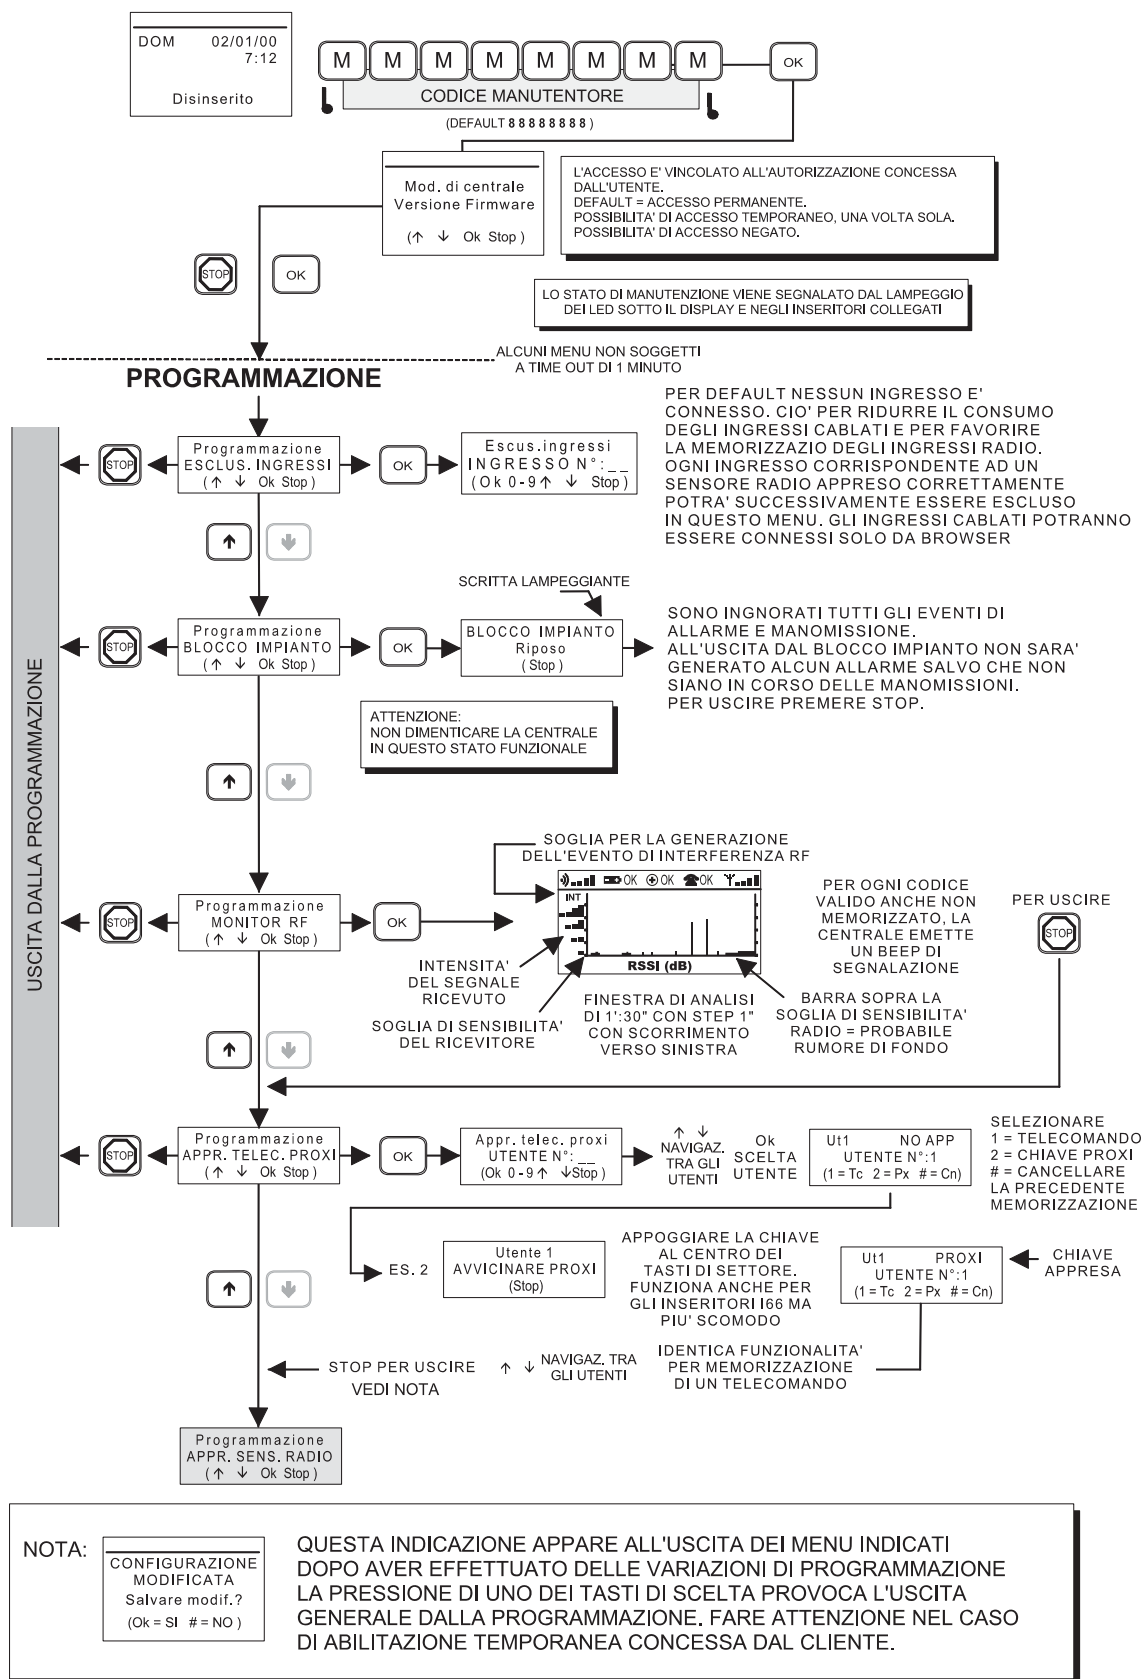 DOM 02/01/00
7:12
Disinserito
M M M M M M M M OK
CODICE MANUTENTORE
(DEFAULT 8 8 8 8 8 8 8 8 )
Mod. di centrale
Versione Firmware
(↑ ↓ Ok Stop )
L'ACCESSO E' VINCOLATO ALL'AUTORIZZAZIONE CONCESSA
DALL'UTENTE.
DEFAULT = ACCESSO PERMANENTE.
POSSIBILITA' DI ACCESSO TEMPORANEO, UNA VOLTA SOLA.
POSSIBILITA' DI ACCESSO NEGATO.
STOP OK
LO STATO DI MANUTENZIONE VIENE SEGNALATO DAL LAMPEGGIO
DEI LED SOTTO IL DISPLAY E NEGLI INSERITORI COLLEGATI
ALCUNI MENU NON SOGGETTI
A TIME OUT DI 1 MINUTO
PROGRAMMAZIONE
USCITA DALLA PROGRAMMAZIONE
STOP
Programmazione
ESCLUS. INGRESSI
( ↑ ↓ Ok Stop )
OK
Escus.ingressi
INGRESSO N°:_ _
(Ok 0-9 ↑ ↓ Stop )
PER DEFAULT NESSUN INGRESSO E'
CONNESSO. CIO' PER RIDURRE IL CONSUMO
DEGLI INGRESSI CABLATI E PER FAVORIRE
LA MEMORIZZAZIO DEGLI INGRESSI RADIO.
OGNI INGRESSO CORRISPONDENTE AD UN
SENSORE RADIO APPRESO CORRETTAMENTE
POTRA' SUCCESSIVAMENTE ESSERE ESCLUSO
IN QUESTO MENU. GLI INGRESSI CABLATI POTRANNO
ESSERE CONNESSI SOLO DA BROWSER
↑ ↓
SCRITTA LAMPEGGIANTE
STOP
Programmazione
BLOCCO IMPIANTO
( ↑ ↓ Ok Stop )
OK
BLOCCO IMPIANTO
Riposo
( Stop )
SONO INGNORATI TUTTI GLI EVENTI DI
ALLARME E MANOMISSIONE.
ALL'USCITA DAL BLOCCO IMPIANTO NON SARA'
GENERATO ALCUN ALLARME SALVO CHE NON
SIANO IN CORSO DELLE MANOMISSIONI.
PER USCIRE PREMERE STOP.
ATTENZIONE:
NON DIMENTICARE LA CENTRALE
IN QUESTO STATO FUNZIONALE
↑ ↓
SOGLIA PER LA GENERAZIONE
DELL'EVENTO DI INTERFERENZA RF
STOP
Programmazione
MONITOR RF
( ↑ ↓ Ok Stop )
OK
OK OK OK
INT
RSSI (dB)
PER OGNI CODICE
VALIDO ANCHE NON
MEMORIZZATO, LA
CENTRALE EMETTE
UN BEEP DI
SEGNALAZIONE
PER USCIRE
STOP
INTENSITA'
DEL SEGNALE
RICEVUTO
SOGLIA DI SENSIBILITA'
DEL RICEVITORE
FINESTRA DI ANALISI
DI 1':30" CON STEP 1"
CON SCORRIMENTO
VERSO SINISTRA
BARRA SOPRA LA
SOGLIA DI SENSIBILITA'
RADIO = PROBABILE
RUMORE DI FONDO
↑ ↓
STOP
Programmazione
APPR. TELEC. PROXI
( ↑ ↓ Ok Stop )
OK
Appr. telec. proxi
UTENTE N°: _ _
(Ok 0-9 ↑ ↓Stop )
↑ ↓
NAVIGAZ.
TRA GLI
UTENTI
Ok
SCELTA
UTENTE
Ut1 NO APP
UTENTE N°:1
(1 = Tc 2 = Px # = Cn)
SELEZIONARE
1 = TELECOMANDO
2 = CHIAVE PROXI
# = CANCELLARE
LA PRECEDENTE
MEMORIZZAZIONE
↑ ↓
ES. 2
Utente 1
AVVICINARE PROXI
(Stop)
APPOGGIARE LA CHIAVE
AL CENTRO DEI
TASTI DI SETTORE.
FUNZIONA ANCHE PER
GLI INSERITORI I66 MA
PIU' SCOMODO
Ut1 PROXI
UTENTE N°:1
(1 = Tc 2 = Px # = Cn)
CHIAVE
APPRESA
STOP PER USCIRE
VEDI NOTA
↑ ↓ NAVIGAZ. TRA
GLI UTENTI
IDENTICA FUNZIONALITA'
PER MEMORIZZAZIONE
DI UN TELECOMANDO
Programmazione
APPR. SENS. RADIO
( ↑ ↓ Ok Stop )
NOTA:
CONFIGURAZIONE
MODIFICATA
Salvare modif.?
(Ok = SI # = NO )
QUESTA INDICAZIONE APPARE ALL'USCITA DEI MENU INDICATI
DOPO AVER EFFETTUATO DELLE VARIAZIONI DI PROGRAMMAZIONE
LA PRESSIONE DI UNO DEI TASTI DI SCELTA PROVOCA L'USCITA
GENERALE DALLA PROGRAMMAZIONE. FARE ATTENZIONE NEL CASO
DI ABILITAZIONE TEMPORANEA CONCESSA DAL CLIENTE.